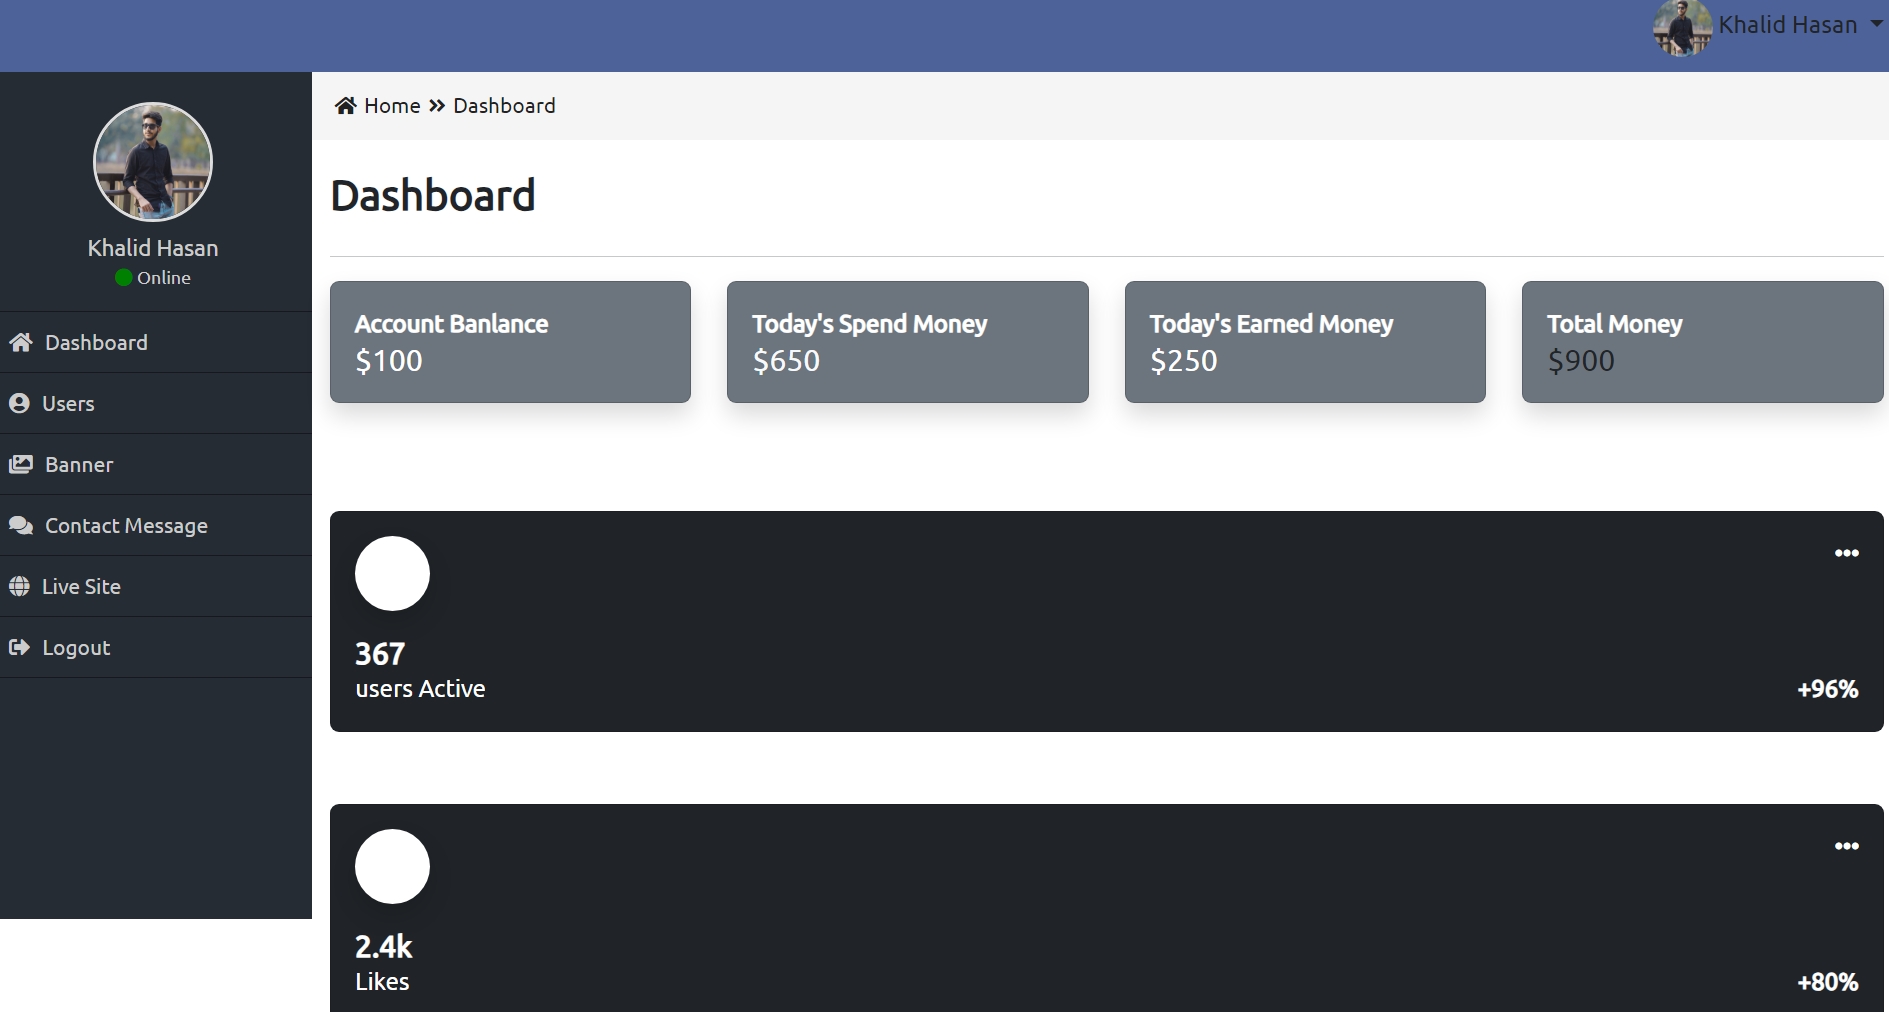 Khalid Hasan
Home » Dashboard
Khalid Hasan
Online
Dashboard
Users
Banner
Contact Message
Live Site
Logout
Dashboard
Account Banlance
$100
Today's Spend Money
$650
Today's Earned Money
$250
Total Money
$900
367
users Active
+96%
2.4k
Likes
+80%